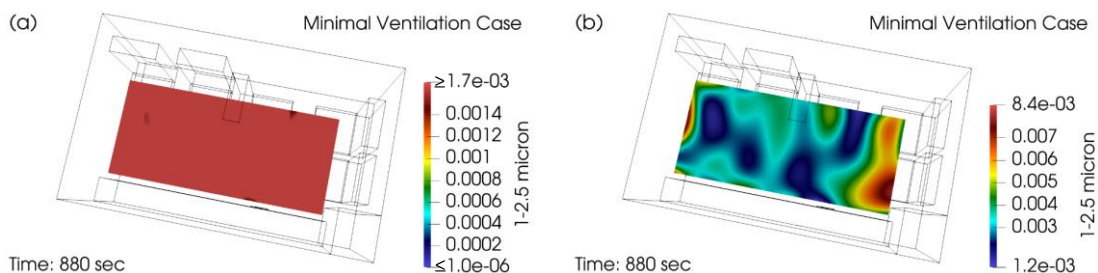 (a)
Minimal Ventilation Case
≥1.7e-03
0.0014
0.0012
0.001
0.0008
0.0006
0.0004
0.0002
≤1.0e-06
1-2.5 micron
Time: 880 sec
(b)
Minimal Ventilation Case
8.4e-03
0.007
0.006
0.005
0.004
0.003
1.2e-03
1-2.5 micron
Time: 880 sec